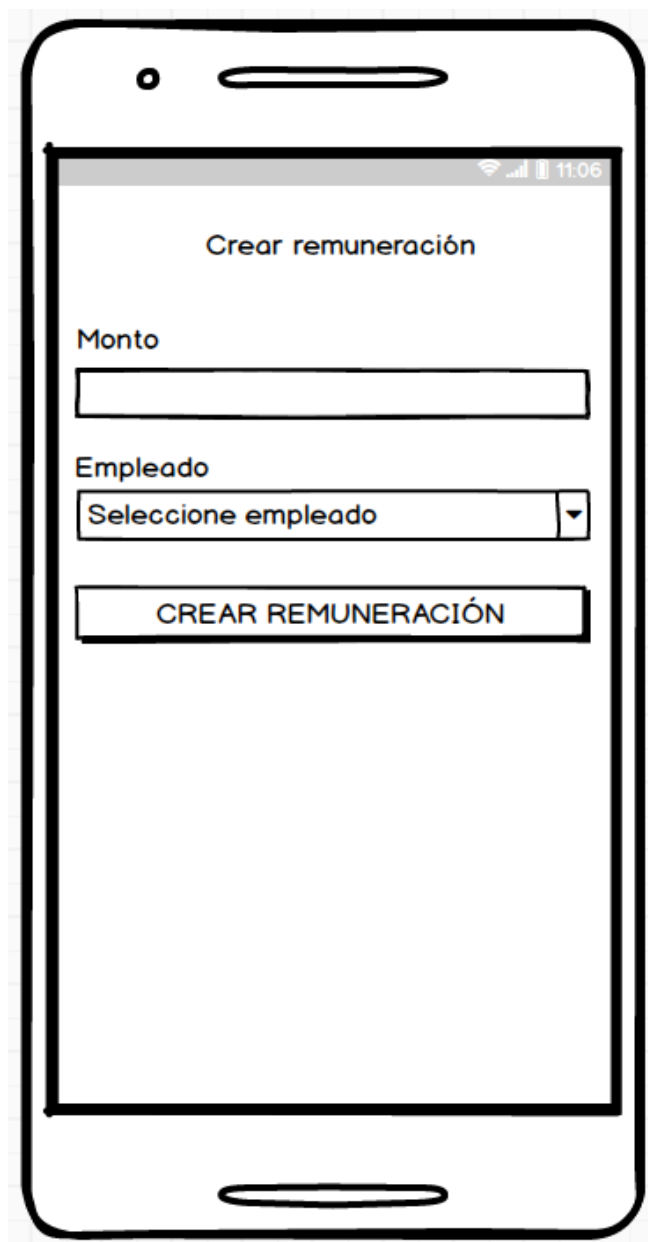 11:06
Crear remuneración
Monto
Empleado
Seleccione empleado
CREAR REMUNERACIÓN